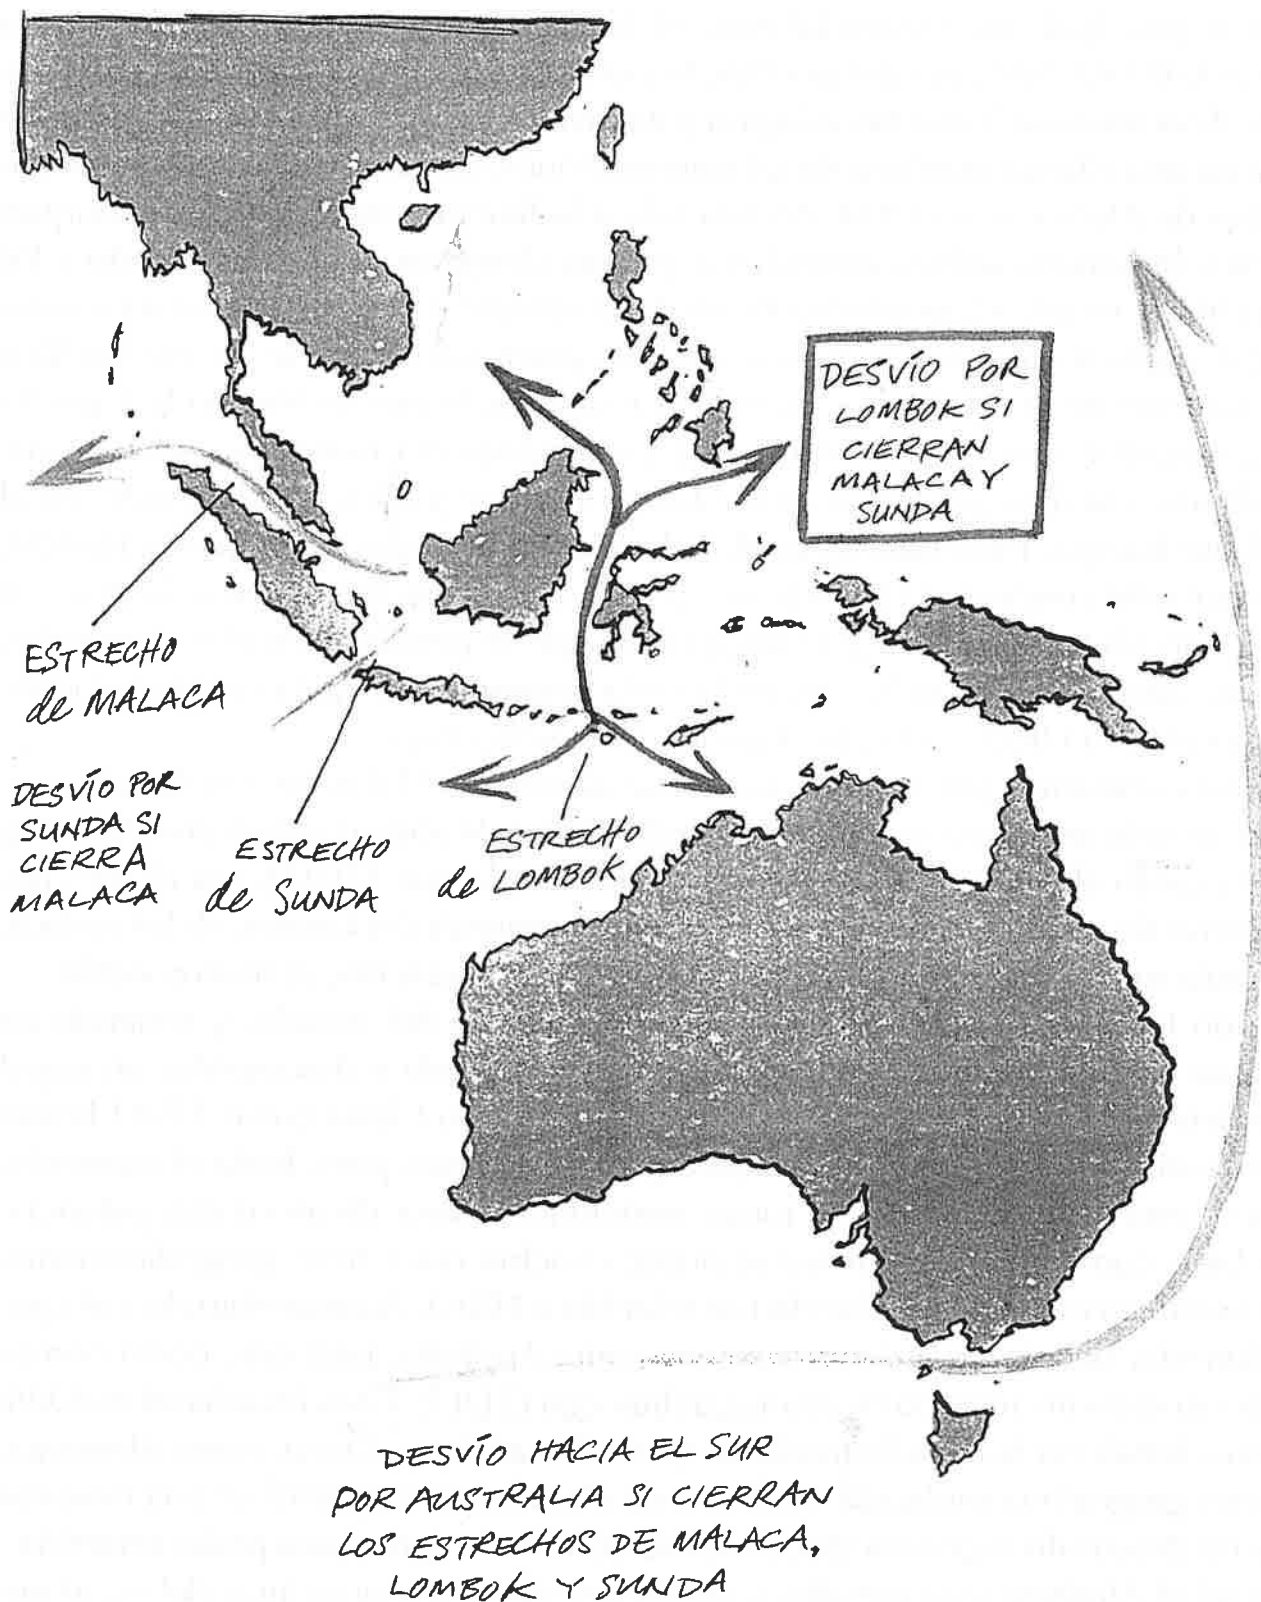 DESVÍO POR
LOMBOK SI
CIERRAN
MALACA Y
SUNDA
ESTRECHO
de MALACA
DESVÍO POR
SUNDA SI
CIERRA
MALACA
ESTRECHO
de SUNDA
ESTRECHO
de LOMBOK
DESVÍO HACIA EL SUR
POR AUSTRALIA SI CIERRAN
LOS ESTRECHOS DE MALACA,
LOMBOK Y SUNDA